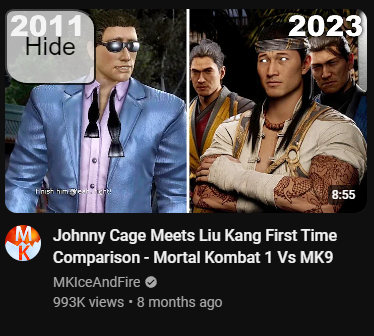 2011
2023
Hide
8:55
MK
Johnny Cage Meets Liu Kang First Time
Comparison - Mortal Kombat 1 Vs MK9
MKIceAndFire
993K views • 8 months ago